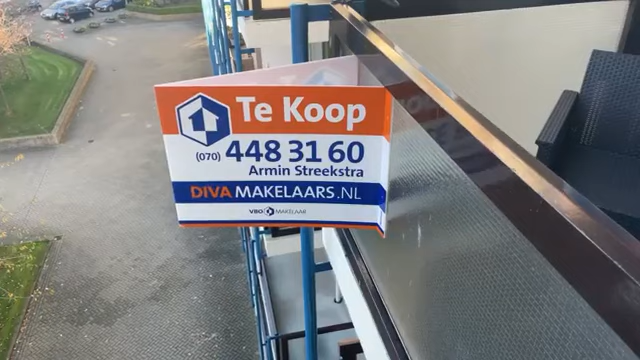 Te Koop
(070) 448 31 60
Armin Streekstra
DIVA MAKELAARS.NL
VBO MAKELAAR